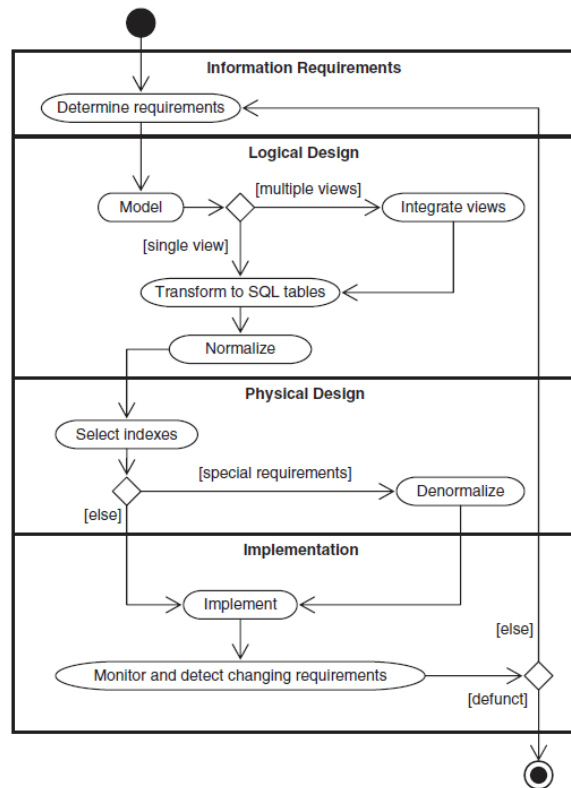 Information Requirements
Determine requirements
Logical Design
[multiple views]
Model
Integrate views
[single view]
Transform to SQL tables
Normalize
Physical Design
Select indexes
[special requirements]
Denormalize
[else]
Implementation
Implement
[else]
Monitor and detect changing requirements
[defunct]